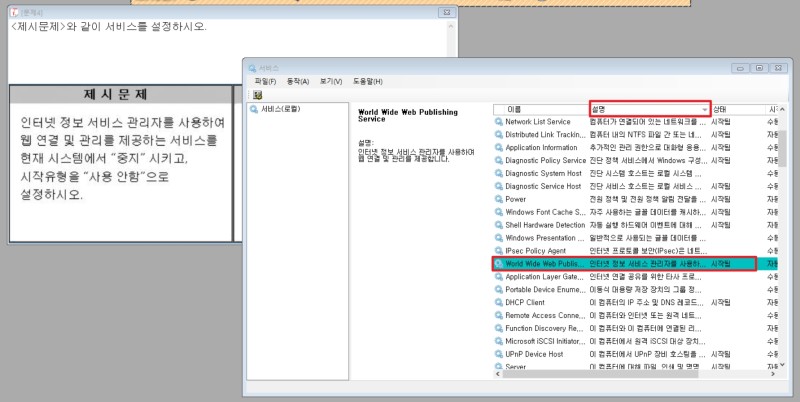 [문제4]
<제시문제>와 같이 서비스를 설정하시오.
제 시 문 제
인터넷 정보 서비스 관리자를 사용하여
웹 연결 및 관리를 제공하는 서비스를
현재 시스템에서 "중지" 시키고,
시작유형을 "사용 안함"으로
설정하시오.
서비스
파일(F) 동작(A) 보기(V) 도움말(H)
서비스(로컬)
World Wide Web Publishing
Service
설명:
인터넷 정보 서비스 관리자를 사용하여
웹 연결 및 관리를 제공합니다.
이름 설명 상태
Network List Service 컴퓨터가 연결되어 있는 네트워크를 ... 시작됨 수동
Distributed Link Trackin... 컴퓨터 내의 NTFS 파일 간 또는 네... 시작됨 자동
Application Information 추가적인 관리 권한으로 대화형 응용... 시작됨 수동
Diagnostic Policy Service 진단 정책 서비스에서 Windows 구성... 시작됨 자동
Diagnostic System Host 진단 시스템 호스트는 로컬 시스템 ... 수동
Diagnostic Service Host 진단 서비스 호스트는 로컬 서비스 ... 시작됨 수동
Power 전원 정책 및 전원 정책 알림 전달을 ... 시작됨 자동
Windows Font Cache S... 자주 사용하는 글꼴 데이터를 캐시하... 시작됨 자동
Shell Hardware Detection 자동 실행 하드웨어 이벤트에 대해 ... 시작됨 자동
Windows Presentation ... 일반적으로 사용되는 글꼴 데이터를 ... 수동
IPsec Policy Agent 인터넷 프로토콜 보안(IPsec)은 네트... 수동
World Wide Web Publis... 인터넷 정보 서비스 관리자를 사용하... 시작됨 자동
Application Layer Gate... 인터넷 연결 공유를 위한 타사 프로... 수동
Portable Device Enume... 이동식 대용량 저장 장치의 그룹 정... 수동
DHCP Client 이 컴퓨터의 IP 주소 및 DNS 레코드... 시작됨 자동
Remote Access Conne... 이 컴퓨터와 인터넷 또는 원격 네트... 수동
Function Discovery Re... 이 컴퓨터와 이 컴퓨터에 연결된 리...
Microsoft iSCSI Initiator... 이 컴퓨터에서 원격 iSCSI 대상 장치... 수동
UPnP Device Host 이 컴퓨터에서 UPnP 장비 호스팅을 ... 시작됨
Server 이 컴퓨터에 대해 파일, 인쇄 및 명명 시작됨